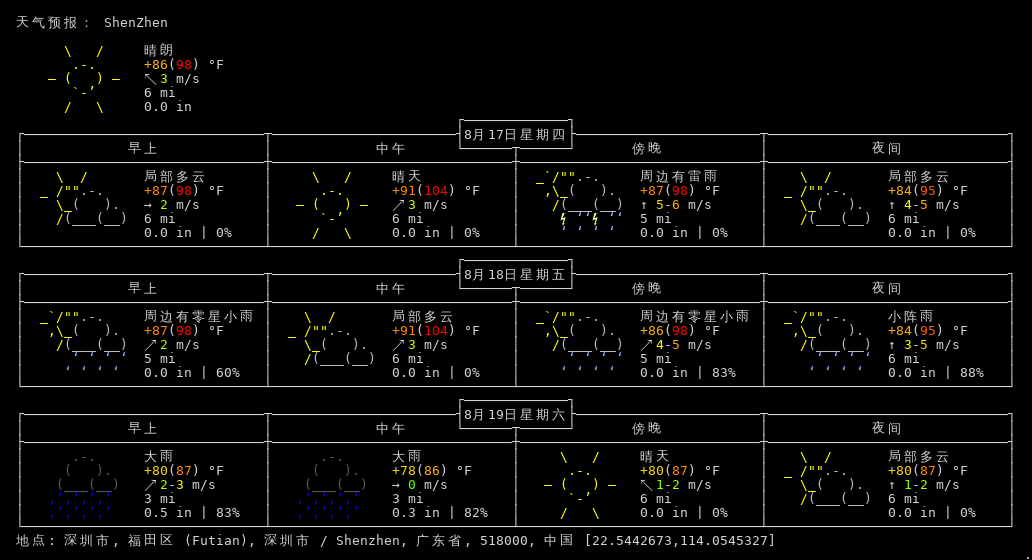 天气预报: ShenZhen
晴朗
+86(98) °F
↖3 m/s
6 mi
0.0 in
8月17日星期四
早上 中午 傍晚 夜间
局部多云 晴天 周边有雷雨 局部多云
+87(98) °F +91(104) °F +87(98) °F +84(95) °F
→ 2 m/s ↗3 m/s ↑ 5-6 m/s ↑ 4-5 m/s
6 mi 6 mi 5 mi 6 mi
0.0 in | 0% 0.0 in | 0% 0.0 in | 0% 0.0 in | 0%
8月18日星期五
早上 中午 傍晚 夜间
周边有零星小雨 局部多云 周边有零星小雨 小阵雨
+87(98) °F +91(104) °F +86(98) °F +84(95) °F
↗2 m/s ↗3 m/s ↗4-5 m/s ↑ 3-5 m/s
5 mi 6 mi 5 mi 6 mi
0.0 in | 60% 0.0 in | 0% 0.0 in | 83% 0.0 in | 88%
8月19日星期六
早上 中午 傍晚 夜间
大雨 大雨 晴天 局部多云
+80(87) °F +78(86) °F +80(87) °F +80(87) °F
↗2-3 m/s → 0 m/s ↖1-2 m/s ↑ 1-2 m/s
3 mi 3 mi 6 mi 6 mi
0.5 in | 83% 0.3 in | 82% 0.0 in | 0% 0.0 in | 0%
地点: 深圳市, 福田区 (Futian), 深圳市 / Shenzhen, 广东省, 518000, 中国 [22.5442673,114.0545327]